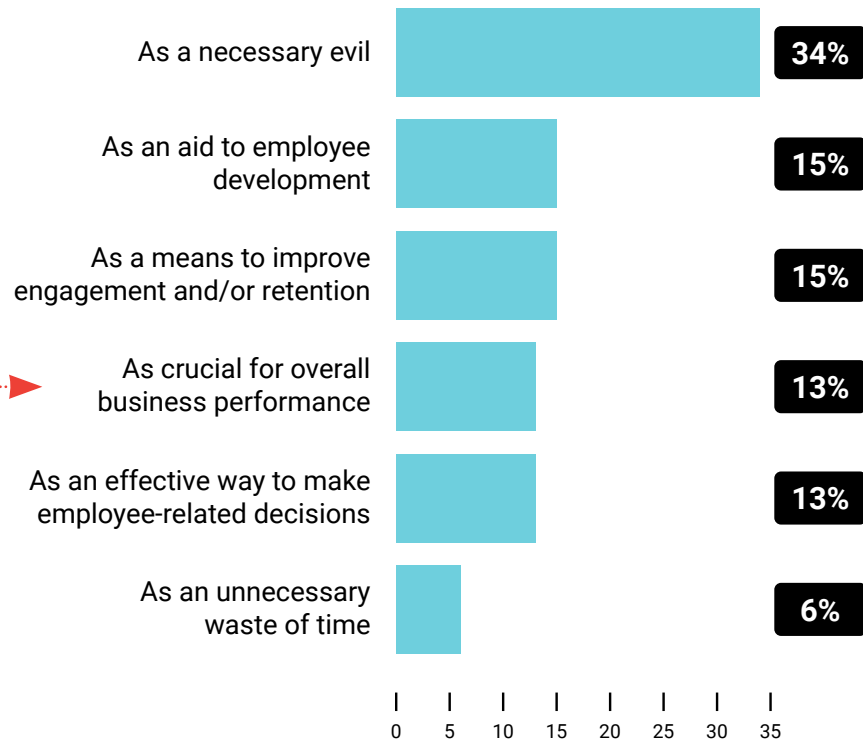 As a necessary evil
34%
As an aid to employee
development
15%
As a means to improve
engagement and/or retention
15%
As crucial for overall
business performance
13%
As an effective way to make
employee-related decisions
13%
As an unnecessary
waste of time
6%
0 5 10 15 20 25 30 35